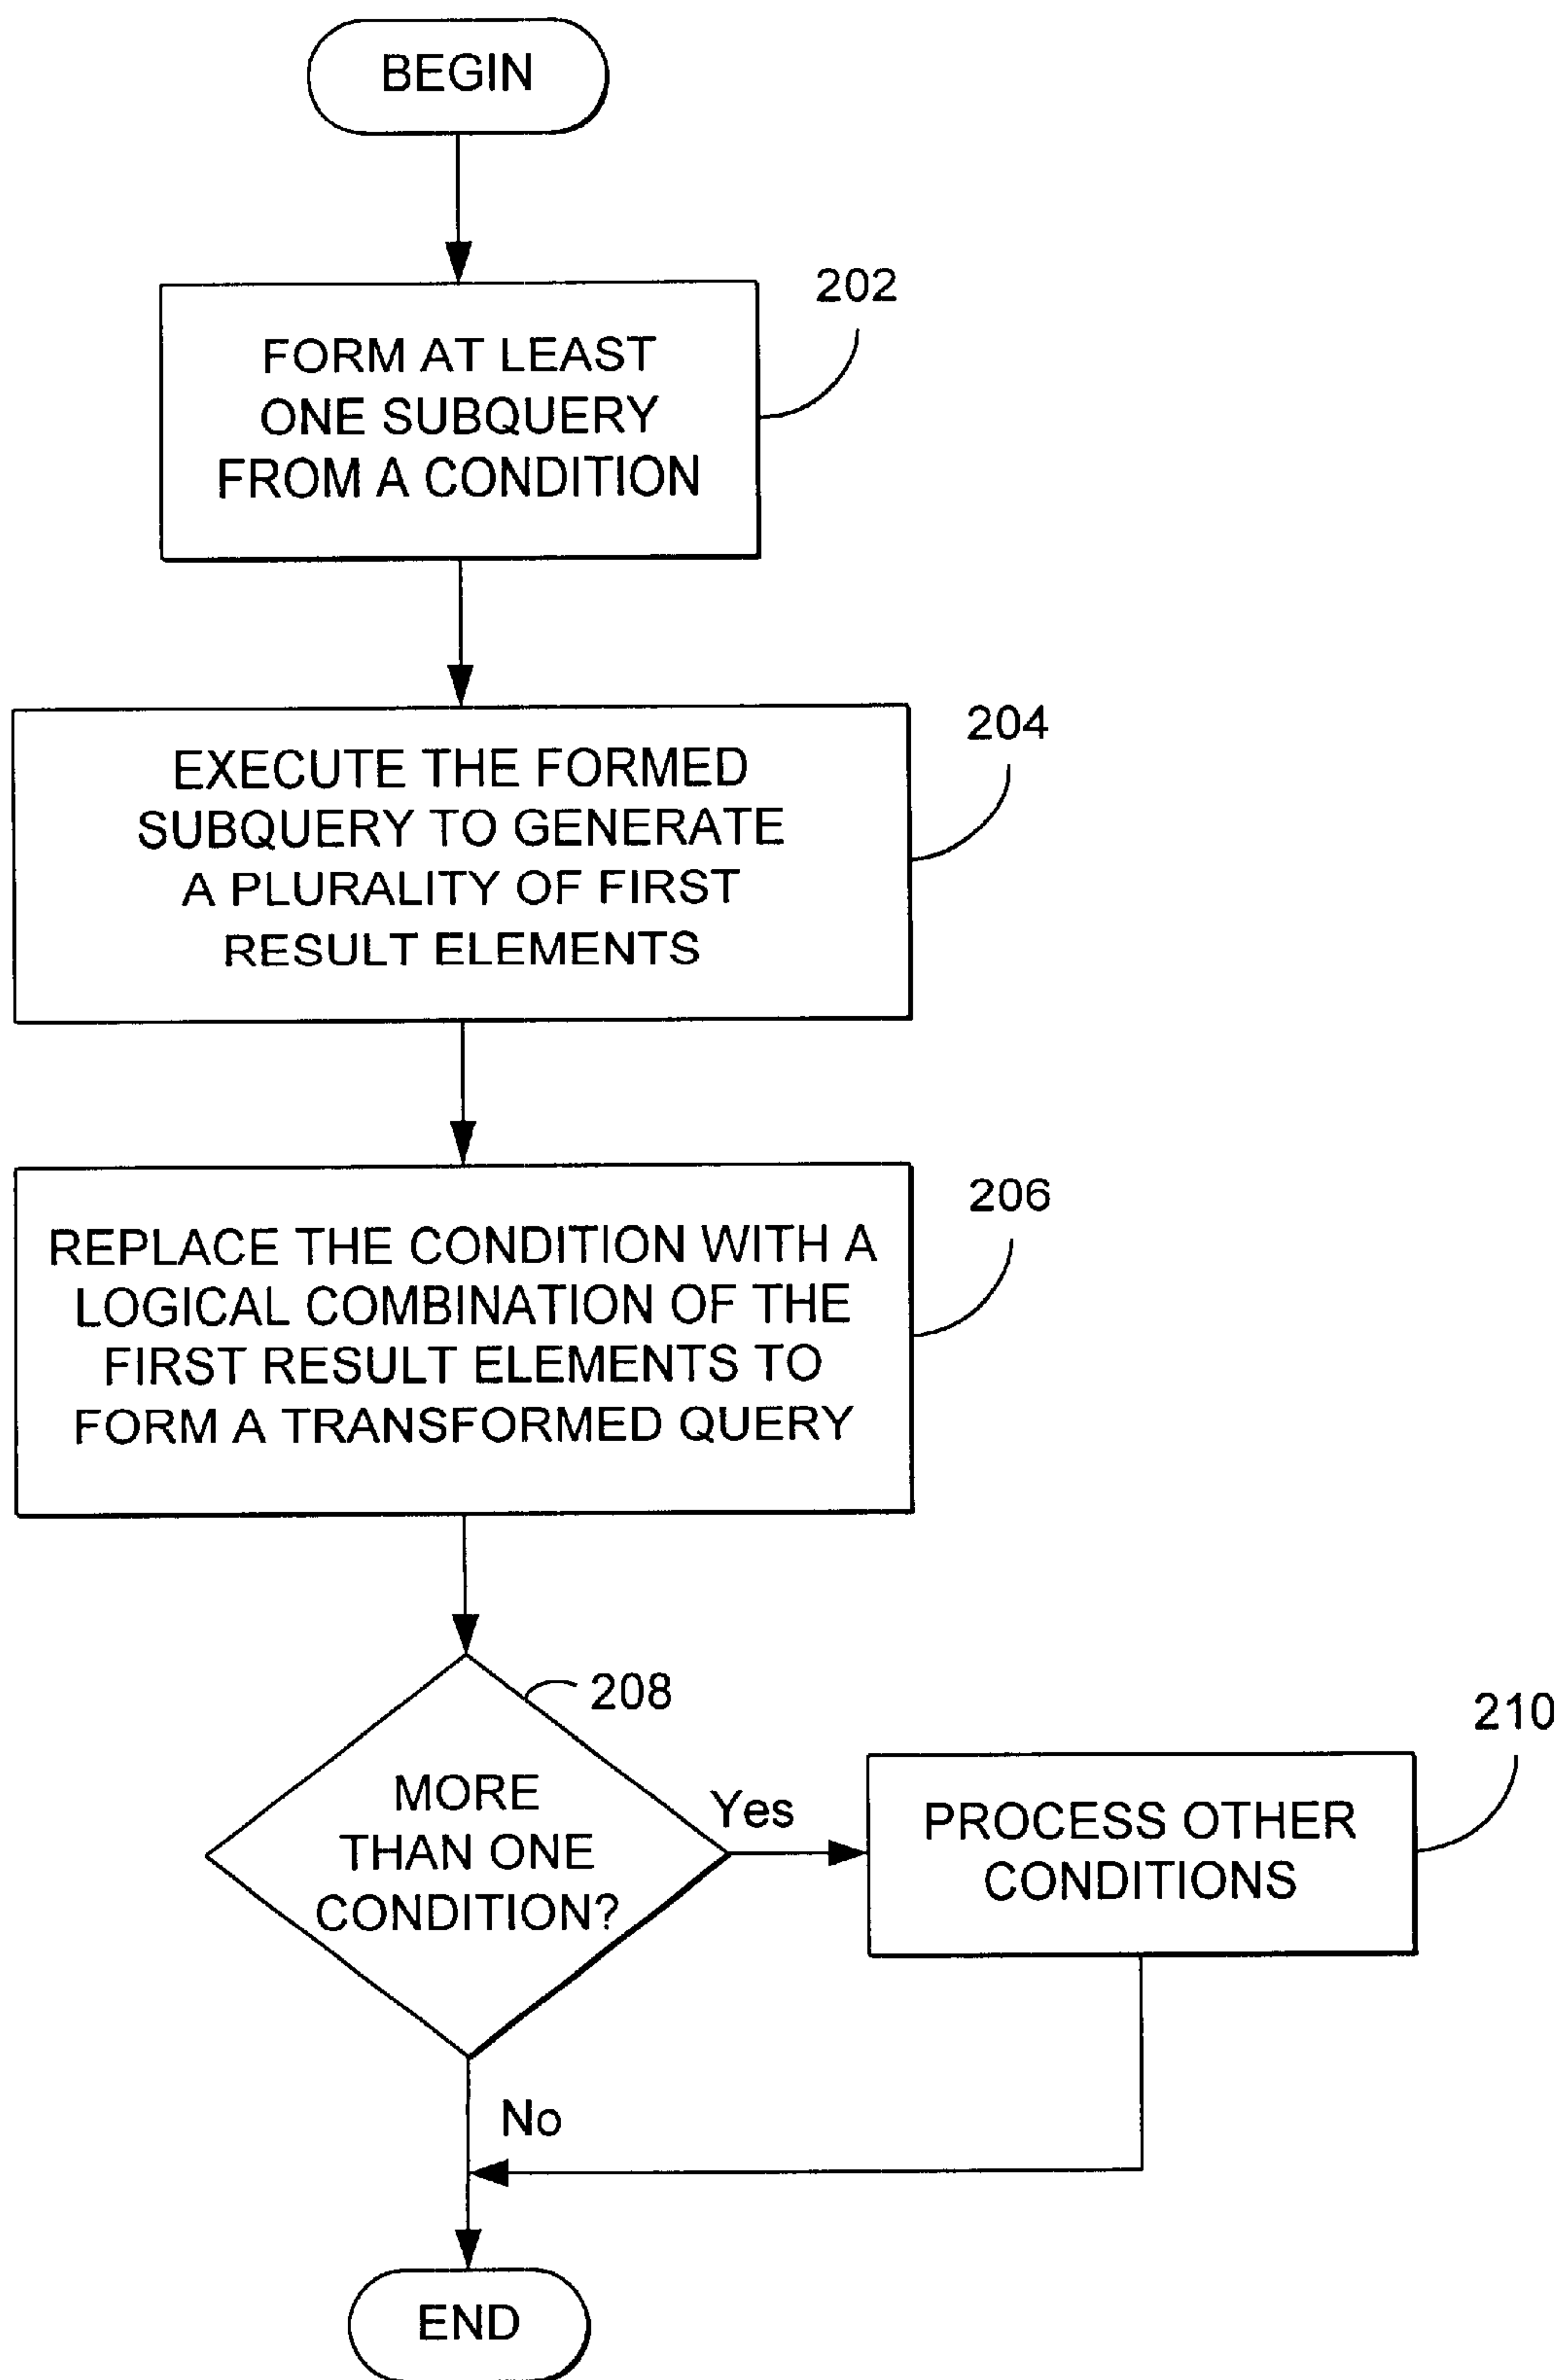 BEGIN
202
FORM AT LEAST
ONE SUBQUERY
FROM A CONDITION
204
EXECUTE THE FORMED
SUBQUERY TO GENERATE
A PLURALITY OF FIRST
RESULT ELEMENTS
206
REPLACE THE CONDITION WITH A
LOGICAL COMBINATION OF THE
FIRST RESULT ELEMENTS TO
FORM A TRANSFORMED QUERY
208
MORE
THAN ONE
CONDITION?
Yes
210
PROCESS OTHER
CONDITIONS
No
END